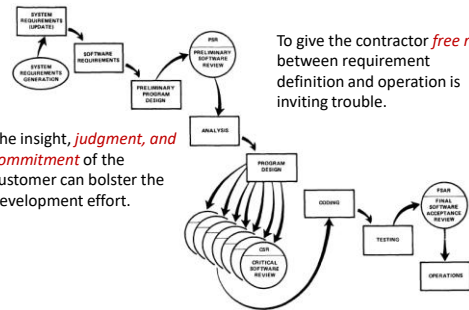 SYSTEM
REQUIREMENTS
(UPDATE)
SYSTEM
REQUIREMENTS
GENERATION
SOFTWARE
REQUIREMENTS
PRELIMINARY
PROGRAM
DESIGN
PSR
PRELIMINARY
SOFTWARE
REVIEW
To give the contractor free r
between requirement
definition and operation is
inviting trouble.
ANALYSIS
he insight, judgment, and
ommitment of the
ustomer can bolster the
evelopment effort.
PROGRAM
DESIGN
CSR
CRITICAL
SOFTWARE
REVIEW
CODING
TESTING
FSAR
FINAL
SOFTWARE
ACCEPTANCE
REVIEW
OPERATIONS